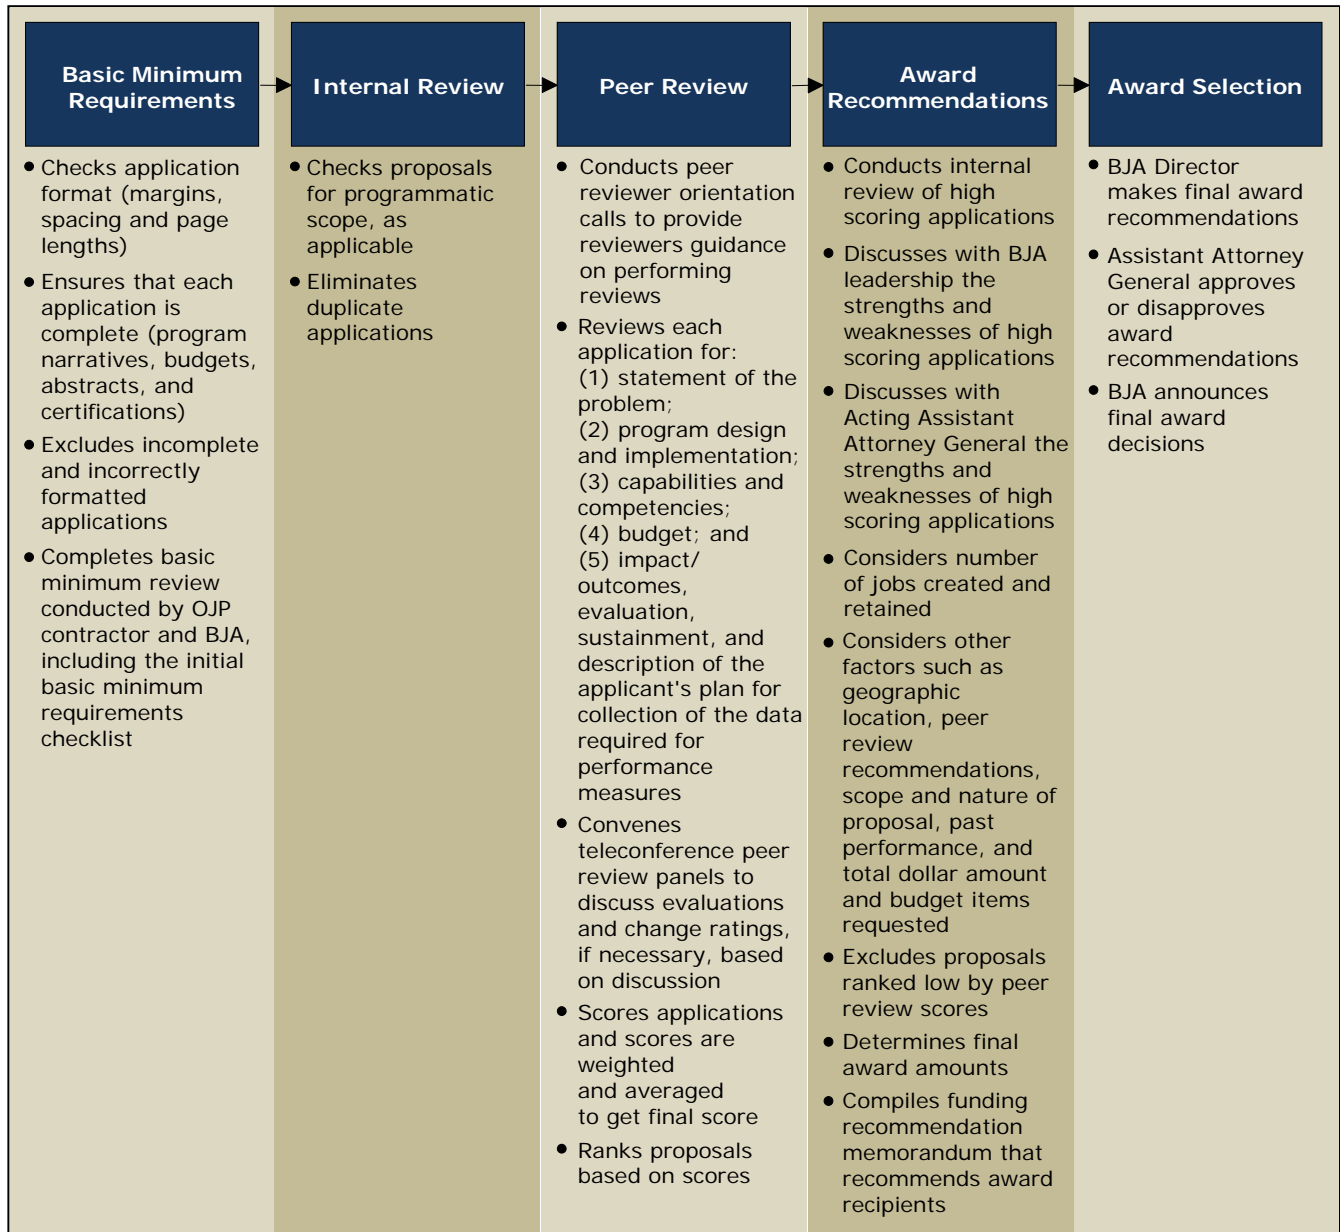 Basic Minimum
Requirements
Internal Review
Peer Review
Award
Recommendations
Award Selection
• Checks application
format (margins,
spacing and page
lengths)
• Ensures that each
application is
complete (program
narratives, budgets,
abstracts, and
certifications)
• Excludes incomplete
and incorrectly
formatted
applications
• Completes basic
minimum review
conducted by OJP
contractor and BJA,
including the initial
basic minimum
requirements
checklist
• Checks proposals
for programmatic
scope, as
applicable
• Eliminates
duplicate
applications
• Conducts peer
reviewer orientation
calls to provide
reviewers guidance
on performing
reviews
• Reviews each
application for:
(1) statement of the
problem;
(2) program design
and implementation;
(3) capabilities and
competencies;
(4) budget; and
(5) impact/
outcomes,
evaluation,
sustainment, and
description of the
applicant's plan for
collection of the data
required for
performance
measures
• Convenes
teleconference peer
review panels to
discuss evaluations
and change ratings,
if necessary, based
on discussion
• Scores applications
and scores are
weighted
and averaged
to get final score
• Ranks proposals
based on scores
• Conducts internal
review of high
scoring applications
• Discusses with BJA
leadership the
strengths and
weaknesses of high
scoring applications
• Discusses with
Acting Assistant
Attorney General the
strengths and
weaknesses of high
scoring applications
• Considers number
of jobs created and
retained
• Considers other
factors such as
geographic
location, peer
review
recommendations,
scope and nature of
proposal, past
performance, and
total dollar amount
and budget items
requested
• Excludes proposals
ranked low by peer
review scores
• Determines final
award amounts
• Compiles funding
recommendation
memorandum that
recommends award
recipients
• BJA Director
makes final award
recommendations
• Assistant Attorney
General approves
or disapproves
award
recommendations
• BJA announces
final award
decisions